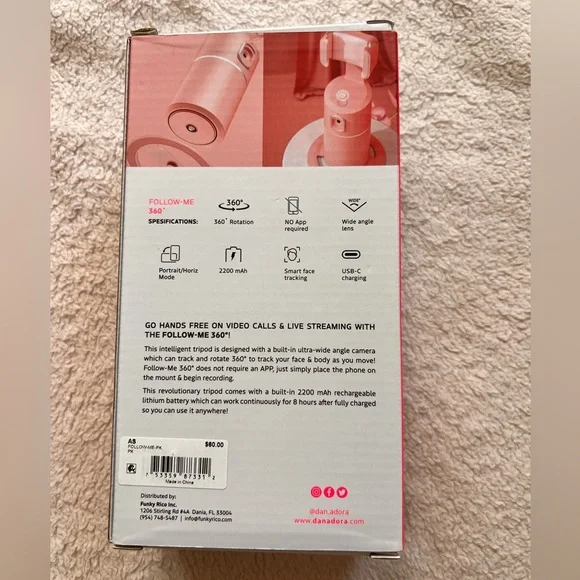 FOLLOW-ME
360°
SPESIFICATIONS:
360°
360° Rotation
NO App
required
WIDE°
Wide angle
lens
Portrait/Horiz
Mode
2200 mAh
Smart face
tracking
USB-C
charging
GO HANDS FREE ON VIDEO CALLS & LIVE STREAMING WITH
THE FOLLOW-ME 360°!
This intelligent tripod is designed with a built-in ultra-wide angle camera
which can track and rotate 360° to track your face & body as you move!
Follow-Me 360° does not require an APP, just simply place the phone on
the mount & begin recording.
This revolutionary tripod comes with a built-in 2200 mAh rechargeable
lithium battery which can work continuously for 8 hours after fully charged
so you can use it anywhere!
AS $60.00
FOLLOW-ME-PK
PK
7 53359 87331 2
Made in China
Distributed by:
Funky Rico Inc.
1206 Stirling Rd #4A Dania, FL 33004
(954) 748-5487 | info@funkyrico.com
@dan.adora
www.danadora.com